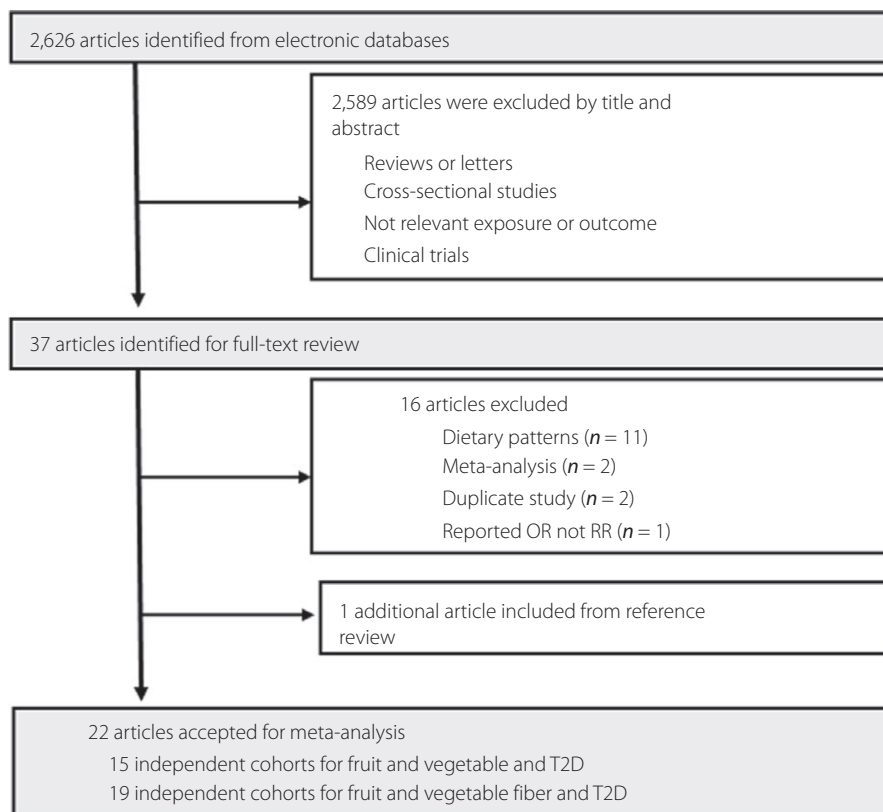 2,626 articles identified from electronic databases
2,589 articles were excluded by title and
abstract
Reviews or letters
Cross-sectional studies
Not relevant exposure or outcome
Clinical trials
37 articles identified for full-text review
16 articles excluded
Dietary patterns (n = 11)
Meta-analysis (n = 2)
Duplicate study (n = 2)
Reported OR not RR (n = 1)
1 additional article included from reference
review
22 articles accepted for meta-analysis
15 independent cohorts for fruit and vegetable and T2D
19 independent cohorts for fruit and vegetable fiber and T2D